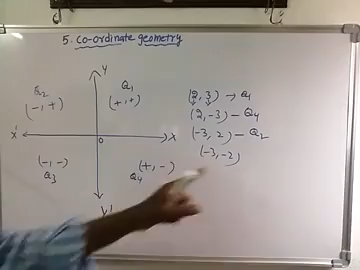 5. Co-ordinate geometry
Y
Q2
(-, +)
Q1
(+, +)
X'
O
X
(-, -)
Q3
(+, -)
Q4
Y'
(2, 3) → Q1
(2, -3) - Q4
(-3, 2) - Q2
(-3, -2)